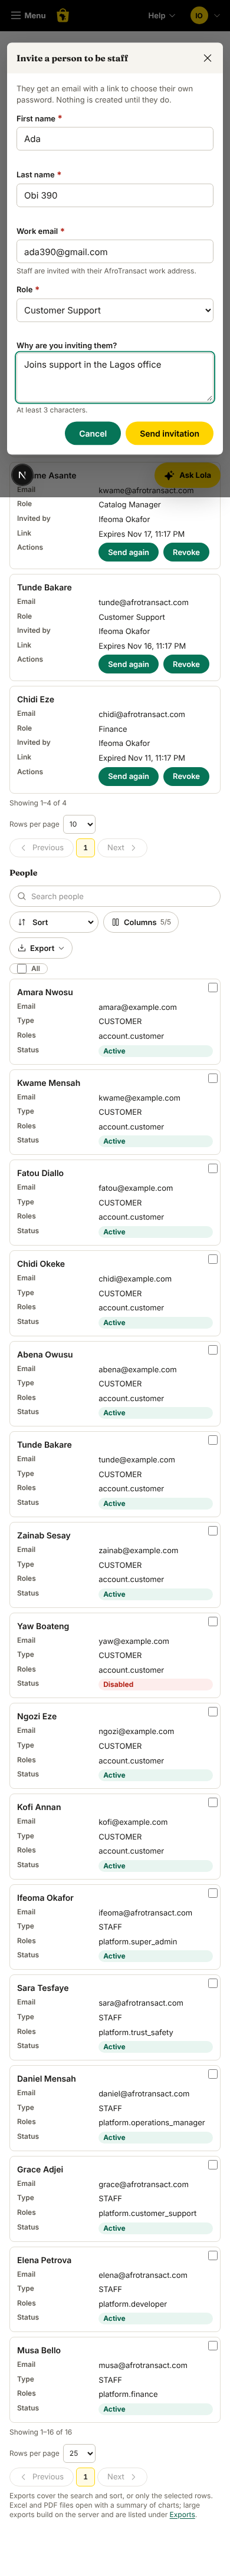 Menu
Help
IO
Invite a person to be staff
They get an email with a link to choose their own
password. Nothing is created until they do.
First name *
Ada
Last name *
Obi 390
Work email *
ada390@gmail.com
Staff are invited with their AfroTransact work address.
Role *
Customer Support
Why are you inviting them?
Joins support in the Lagos office
At least 3 characters.
Cancel
Send invitation
N
me Asante
Ask Lola
Email
kwame@afrotransact.com
Role
Catalog Manager
Invited by
Ifeoma Okafor
Link
Expires Nov 17, 11:17 PM
Actions
Send again
Revoke
Tunde Bakare
Email
tunde@afrotransact.com
Role
Customer Support
Invited by
Ifeoma Okafor
Link
Expires Nov 16, 11:17 PM
Actions
Send again
Revoke
Chidi Eze
Email
chidi@afrotransact.com
Role
Finance
Invited by
Ifeoma Okafor
Link
Expired Nov 11, 11:17 PM
Actions
Send again
Revoke
Showing 1–4 of 4
Rows per page
10
Previous
1
Next
People
Search people
Sort
Columns 5/5
Export
All
Amara Nwosu
Email
amara@example.com
Type
CUSTOMER
Roles
account.customer
Status
Active
Kwame Mensah
Email
kwame@example.com
Type
CUSTOMER
Roles
account.customer
Status
Active
Fatou Diallo
Email
fatou@example.com
Type
CUSTOMER
Roles
account.customer
Status
Active
Chidi Okeke
Email
chidi@example.com
Type
CUSTOMER
Roles
account.customer
Status
Active
Abena Owusu
Email
abena@example.com
Type
CUSTOMER
Roles
account.customer
Status
Active
Tunde Bakare
Email
tunde@example.com
Type
CUSTOMER
Roles
account.customer
Status
Active
Zainab Sesay
Email
zainab@example.com
Type
CUSTOMER
Roles
account.customer
Status
Active
Yaw Boateng
Email
yaw@example.com
Type
CUSTOMER
Roles
account.customer
Status
Disabled
Ngozi Eze
Email
ngozi@example.com
Type
CUSTOMER
Roles
account.customer
Status
Active
Kofi Annan
Email
kofi@example.com
Type
CUSTOMER
Roles
account.customer
Status
Active
Ifeoma Okafor
Email
ifeoma@afrotransact.com
Type
STAFF
Roles
platform.super_admin
Status
Active
Sara Tesfaye
Email
sara@afrotransact.com
Type
STAFF
Roles
platform.trust_safety
Status
Active
Daniel Mensah
Email
daniel@afrotransact.com
Type
STAFF
Roles
platform.operations_manager
Status
Active
Grace Adjei
Email
grace@afrotransact.com
Type
STAFF
Roles
platform.customer_support
Status
Active
Elena Petrova
Email
elena@afrotransact.com
Type
STAFF
Roles
platform.developer
Status
Active
Musa Bello
Email
musa@afrotransact.com
Type
STAFF
Roles
platform.finance
Status
Active
Showing 1–16 of 16
Rows per page
25
Previous
1
Next
Exports cover the search and sort, or only the selected rows.
Excel and PDF files open with a summary of charts; large
exports build on the server and are listed under Exports.